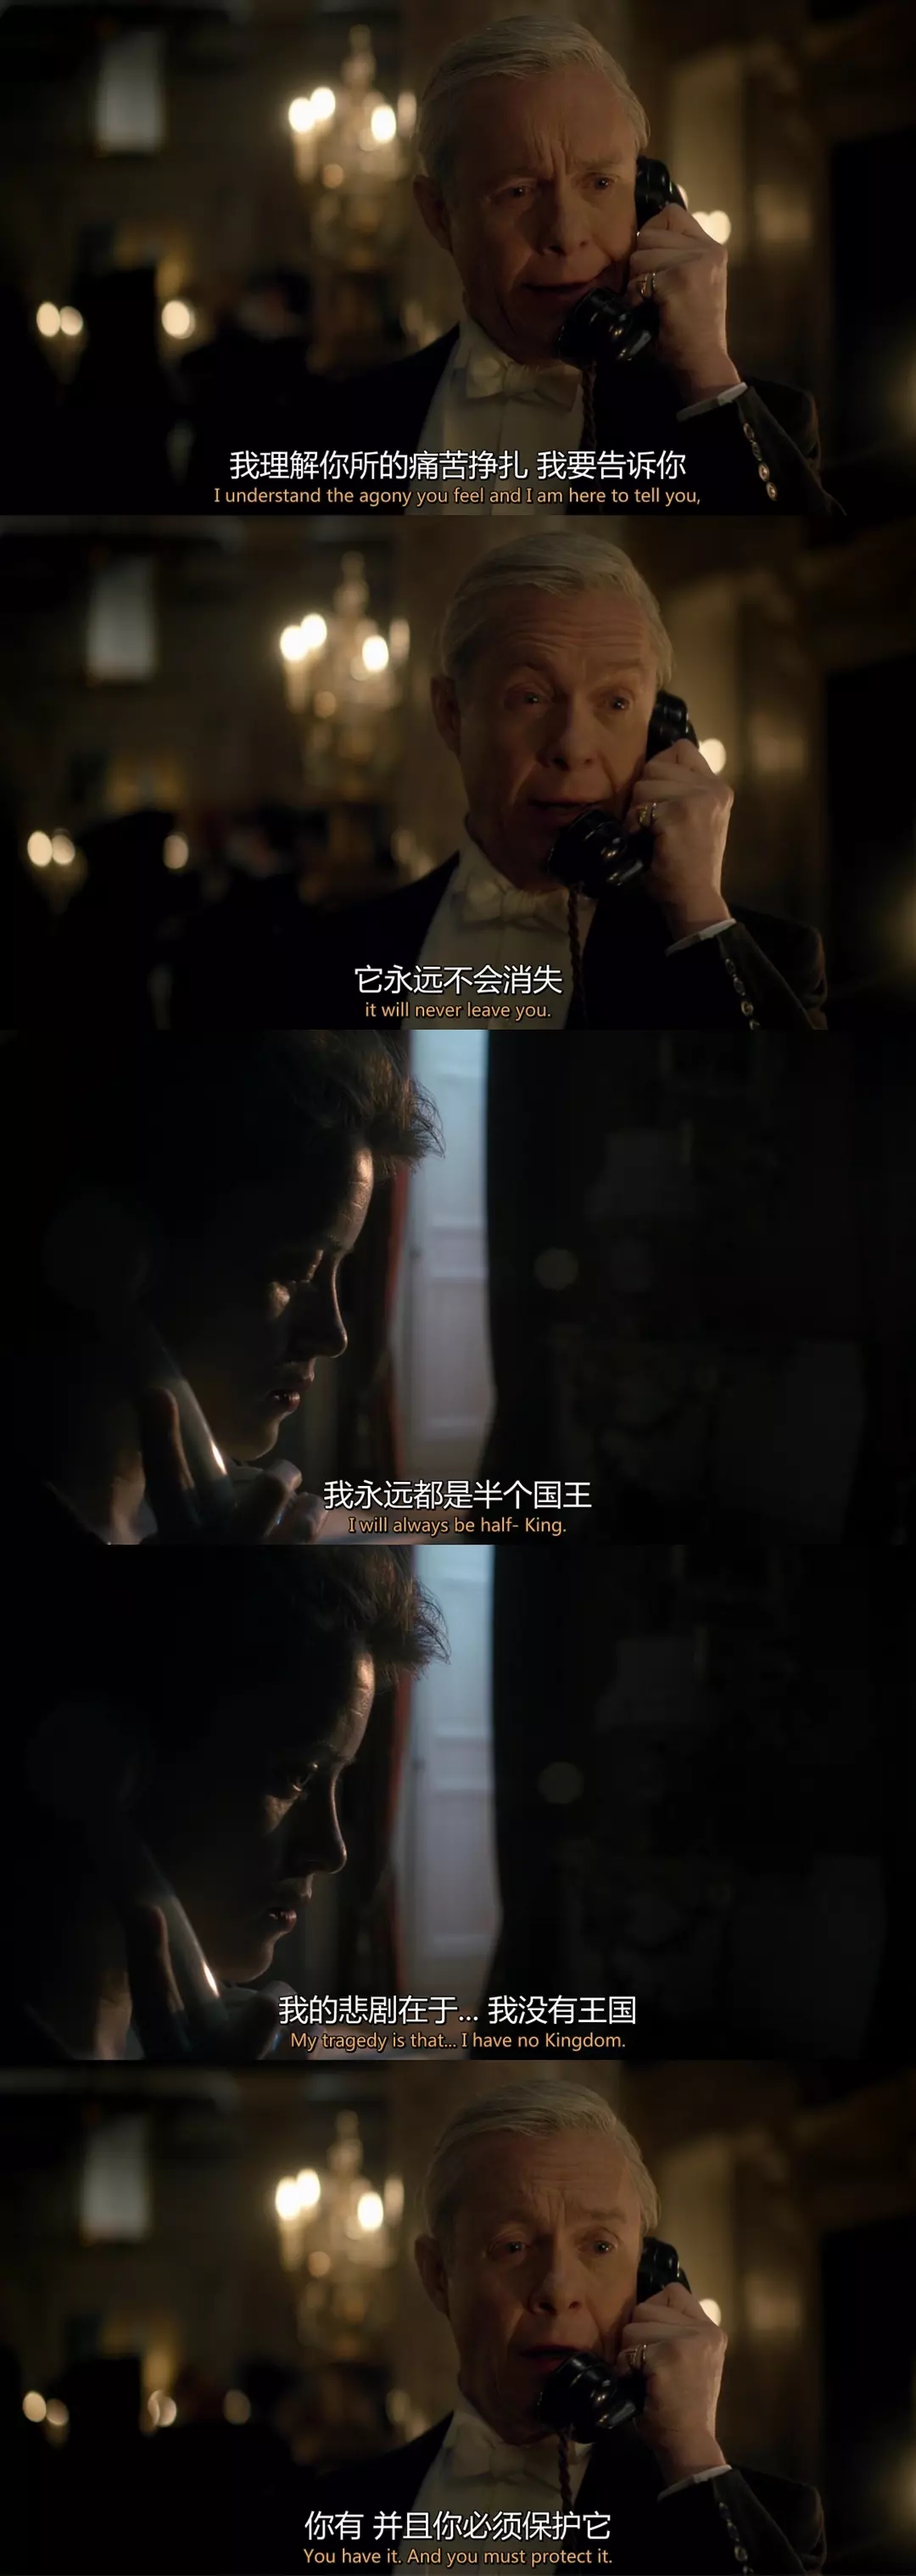 我理解你所的痛苦挣扎 我要告诉你
I understand the agony you feel and I am here to tell you,
它永远不会消失
it will never leave you.
我永远都是半个国王
I will always be half- King.
我的悲剧在于... 我没有王国
My tragedy is that... I have no Kingdom.
你有 并且你必须保护它
You have it. And you must protect it.